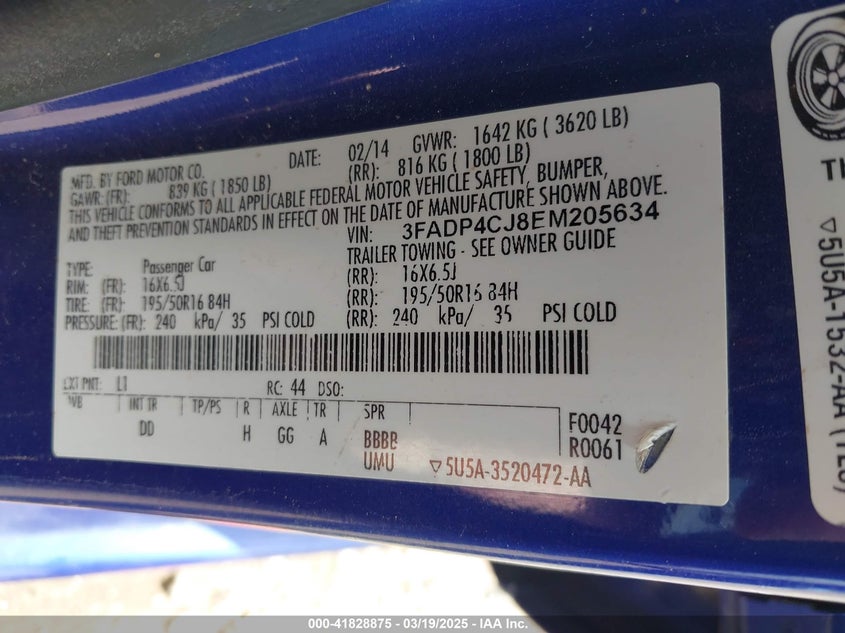 MFD. BY FORD MOTOR CO. DATE: 02/14 GVWR: 1642 KG ( 3620 LB)
GAWR: (FR): 839 KG ( 1850 LB) (RR): 816 KG ( 1800 LB)
THIS VEHICLE CONFORMS TO ALL APPLICABLE FEDERAL MOTOR VEHICLE SAFETY, BUMPER,
AND THEFT PREVENTION STANDARDS IN EFFECT ON THE DATE OF MANUFACTURE SHOWN ABOVE.
VIN: 3FADP4CJ8EM205634
TRAILER TOWING - SEE OWNER GUIDE
TYPE: Passenger Car
RIM: (FR): 16X6.5J (RR): 16X6.5J
TIRE: (FR): 195/50R16 84H (RR): 195/50R16 84H
PRESSURE: (FR): 240 kPa/ 35 PSI COLD (RR): 240 kPa/ 35 PSI COLD
EXT PNT: L1 RC: 44 DSO:
WB INT TR TP/PS R AXLE TR SPR F0042
DD H GG A BBBB R0061
UMU ▽5U5A-3520472-AA
▽5U5A-1532-AA
000-41828875 - 03/19/2025 - IAA Inc.